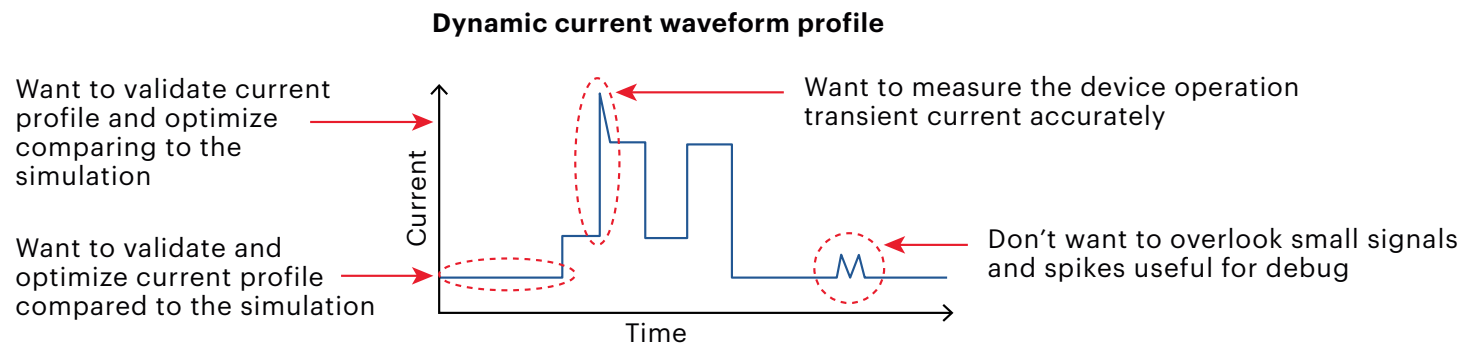 Dynamic current waveform profile
Want to validate current
profile and optimize
comparing to the
simulation
Want to measure the device operation
transient current accurately
Current
Want to validate and
optimize current profile
compared to the simulation
Don't want to overlook small signals
and spikes useful for debug
Time